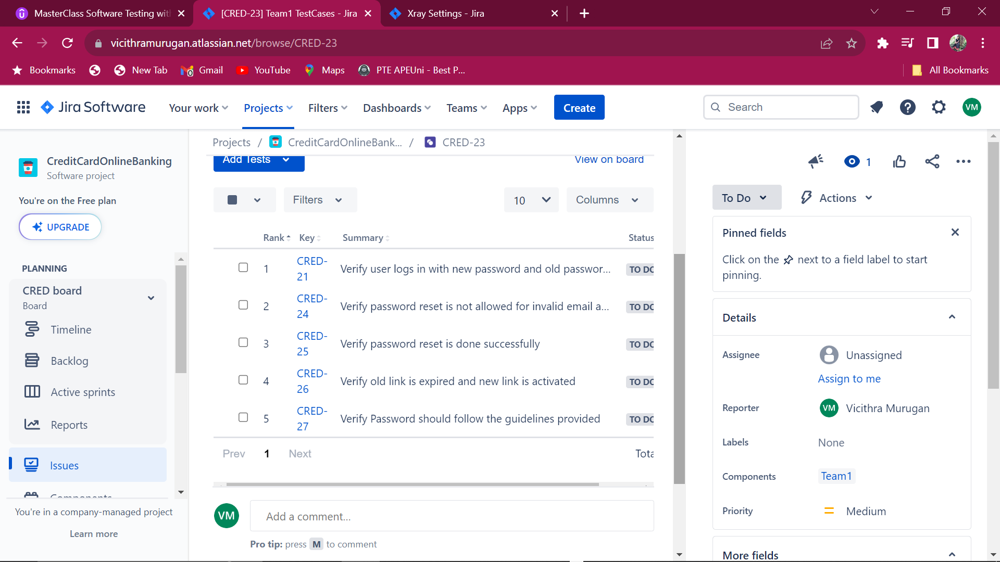 MasterClass Software Testing wit
[CRED-23] Team1 TestCases - Jira
Xray Settings - Jira
vicithramurugan.atlassian.net/browse/CRED-23
Bookmarks
New Tab
Gmail
YouTube
Maps
PTE APEUni - Best P...
All Bookmarks
Jira Software
Your work
Projects
Filters
Dashboards
Teams
Apps
Create
Search
VM
CreditCardOnlineBanking
Software project
You're on the Free plan
UPGRADE
PLANNING
CRED board
Board
Timeline
Backlog
Active sprints
Reports
Issues
Components
You're in a company-managed project
Learn more
Projects / CreditCardOnlineBank... / CRED-23
Add Tests
View on board
Filters
10
Columns
Rank Key Summary Status
1 CRED-21 Verify user logs in with new password and old passwor... TO DO
2 CRED-24 Verify password reset is not allowed for invalid email a... TO DO
3 CRED-25 Verify password reset is done successfully TO DO
4 CRED-26 Verify old link is expired and new link is activated TO DO
5 CRED-27 Verify Password should follow the guidelines provided TO DO
Prev 1 Next
Tota
VM
Add a comment...
Pro tip: press M to comment
1
To Do
Actions
Pinned fields
Click on the next to a field label to start
pinning.
Details
Assignee
Unassigned
Assign to me
Reporter
VM Vicithra Murugan
Labels
None
Components
Team1
Priority
Medium
More fields